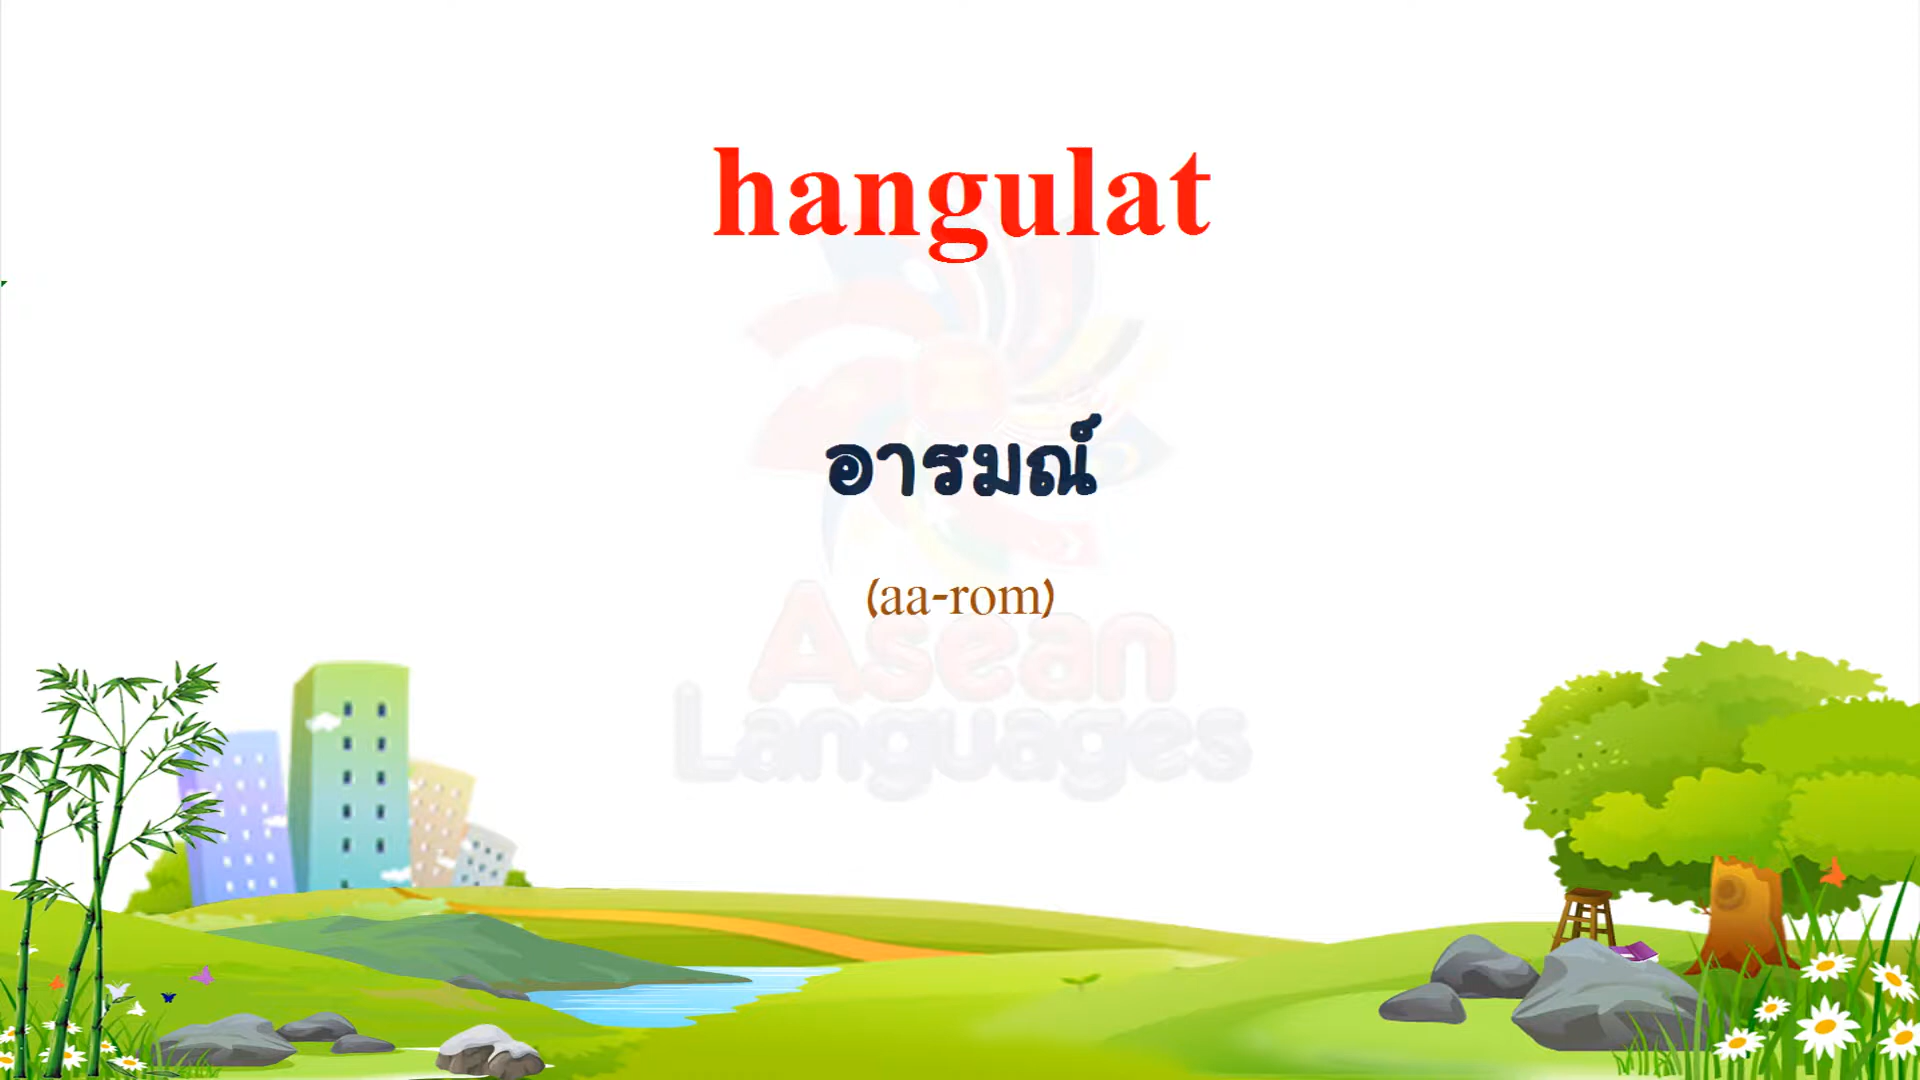 hangulat
อารมณ์
(aa-rom)
Asean
Languages